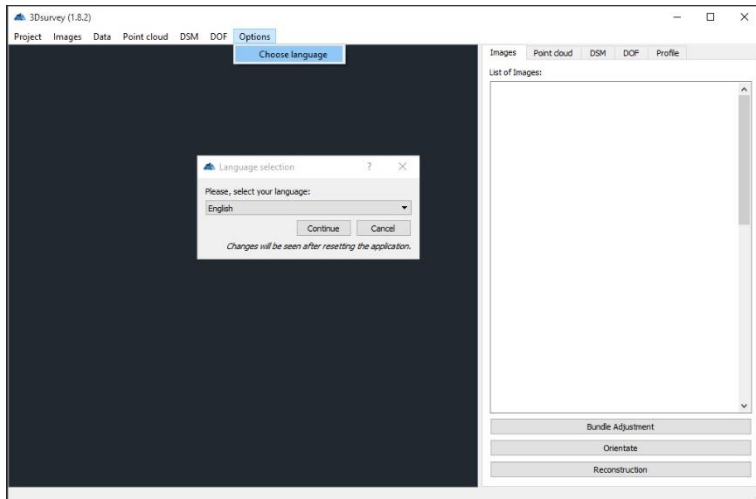 3Dsurvey (1.8.2)
Project Images Data Point cloud DSM DOF Options
Choose language
Images Point cloud DSM DOF Profile
List of Images:
Language selection
Please, select your language:
English
Continue Cancel
Changes will be seen after resetting the application.
Bundle Adjustment
Orientate
Reconstruction